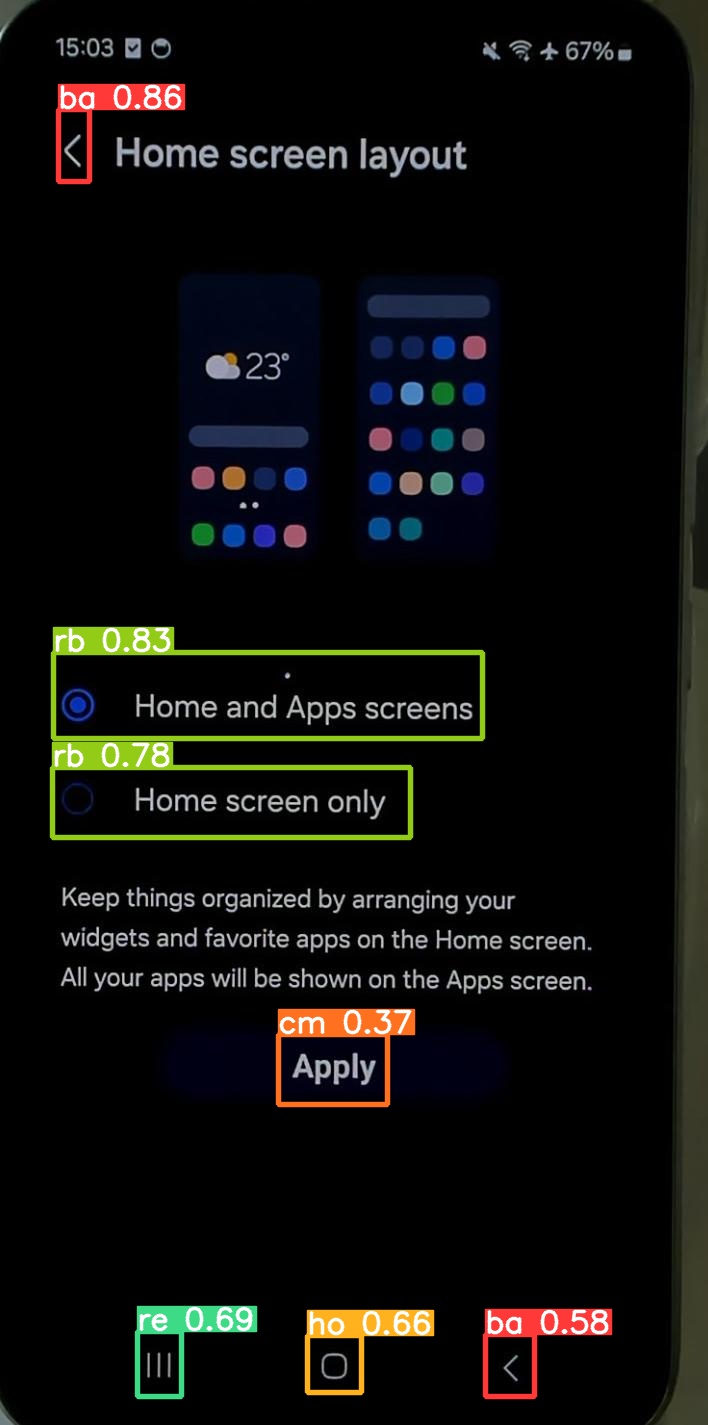 15:03 67%
ba 0.86
Home screen layout
23°
rb 0.83
Home and Apps screens
rb 0.78
Home screen only
Keep things organized by arranging your
widgets and favorite apps on the Home screen.
All your apps will be shown on the Apps screen.
cm 0.37
Apply
re 0.69 ho 0.66 ba 0.58